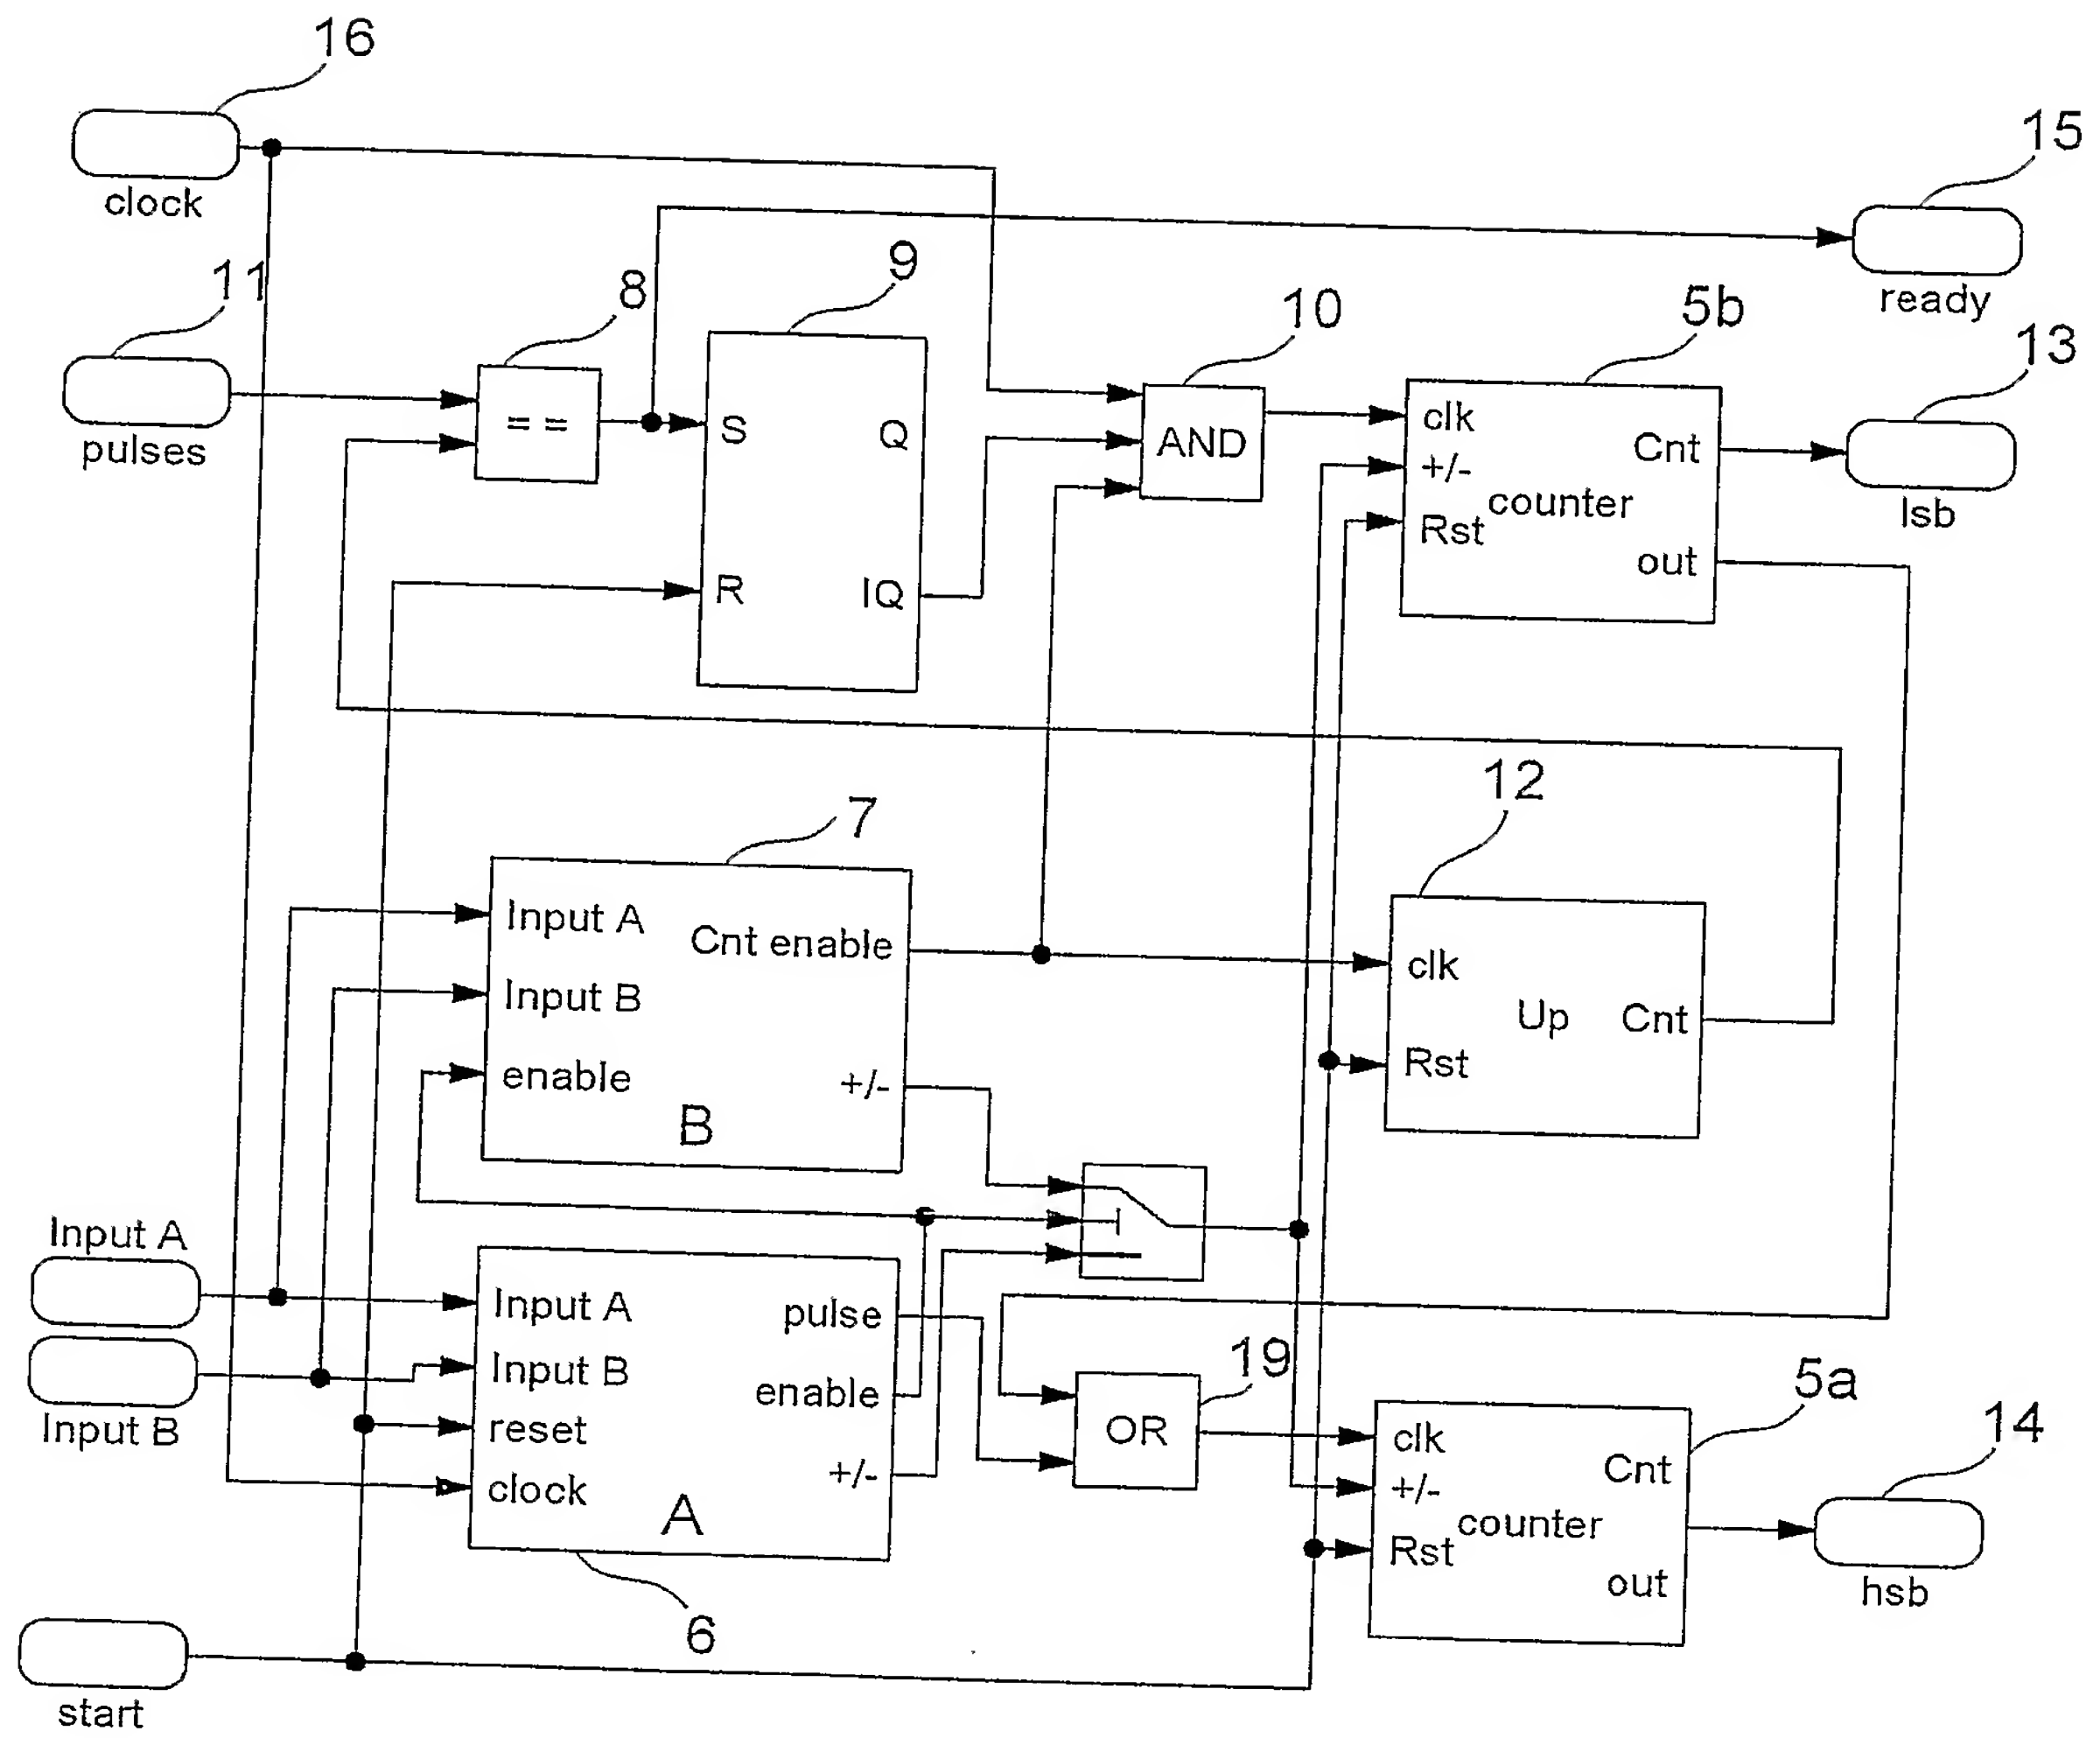 16
clock
15
ready
11
pulses
8
==
9
S
Q
R
IQ
10
AND
5b
clk
+/-
Rst
counter
Cnt
out
13
lsb
7
Input A
Input B
enable
Cnt enable
+/-
B
12
clk
Rst
Up
Cnt
Input A
Input B
Input A
Input B
reset
clock
pulse
enable
+/-
A
6
19
OR
5a
clk
+/-
Rst
counter
Cnt
out
14
hsb
start